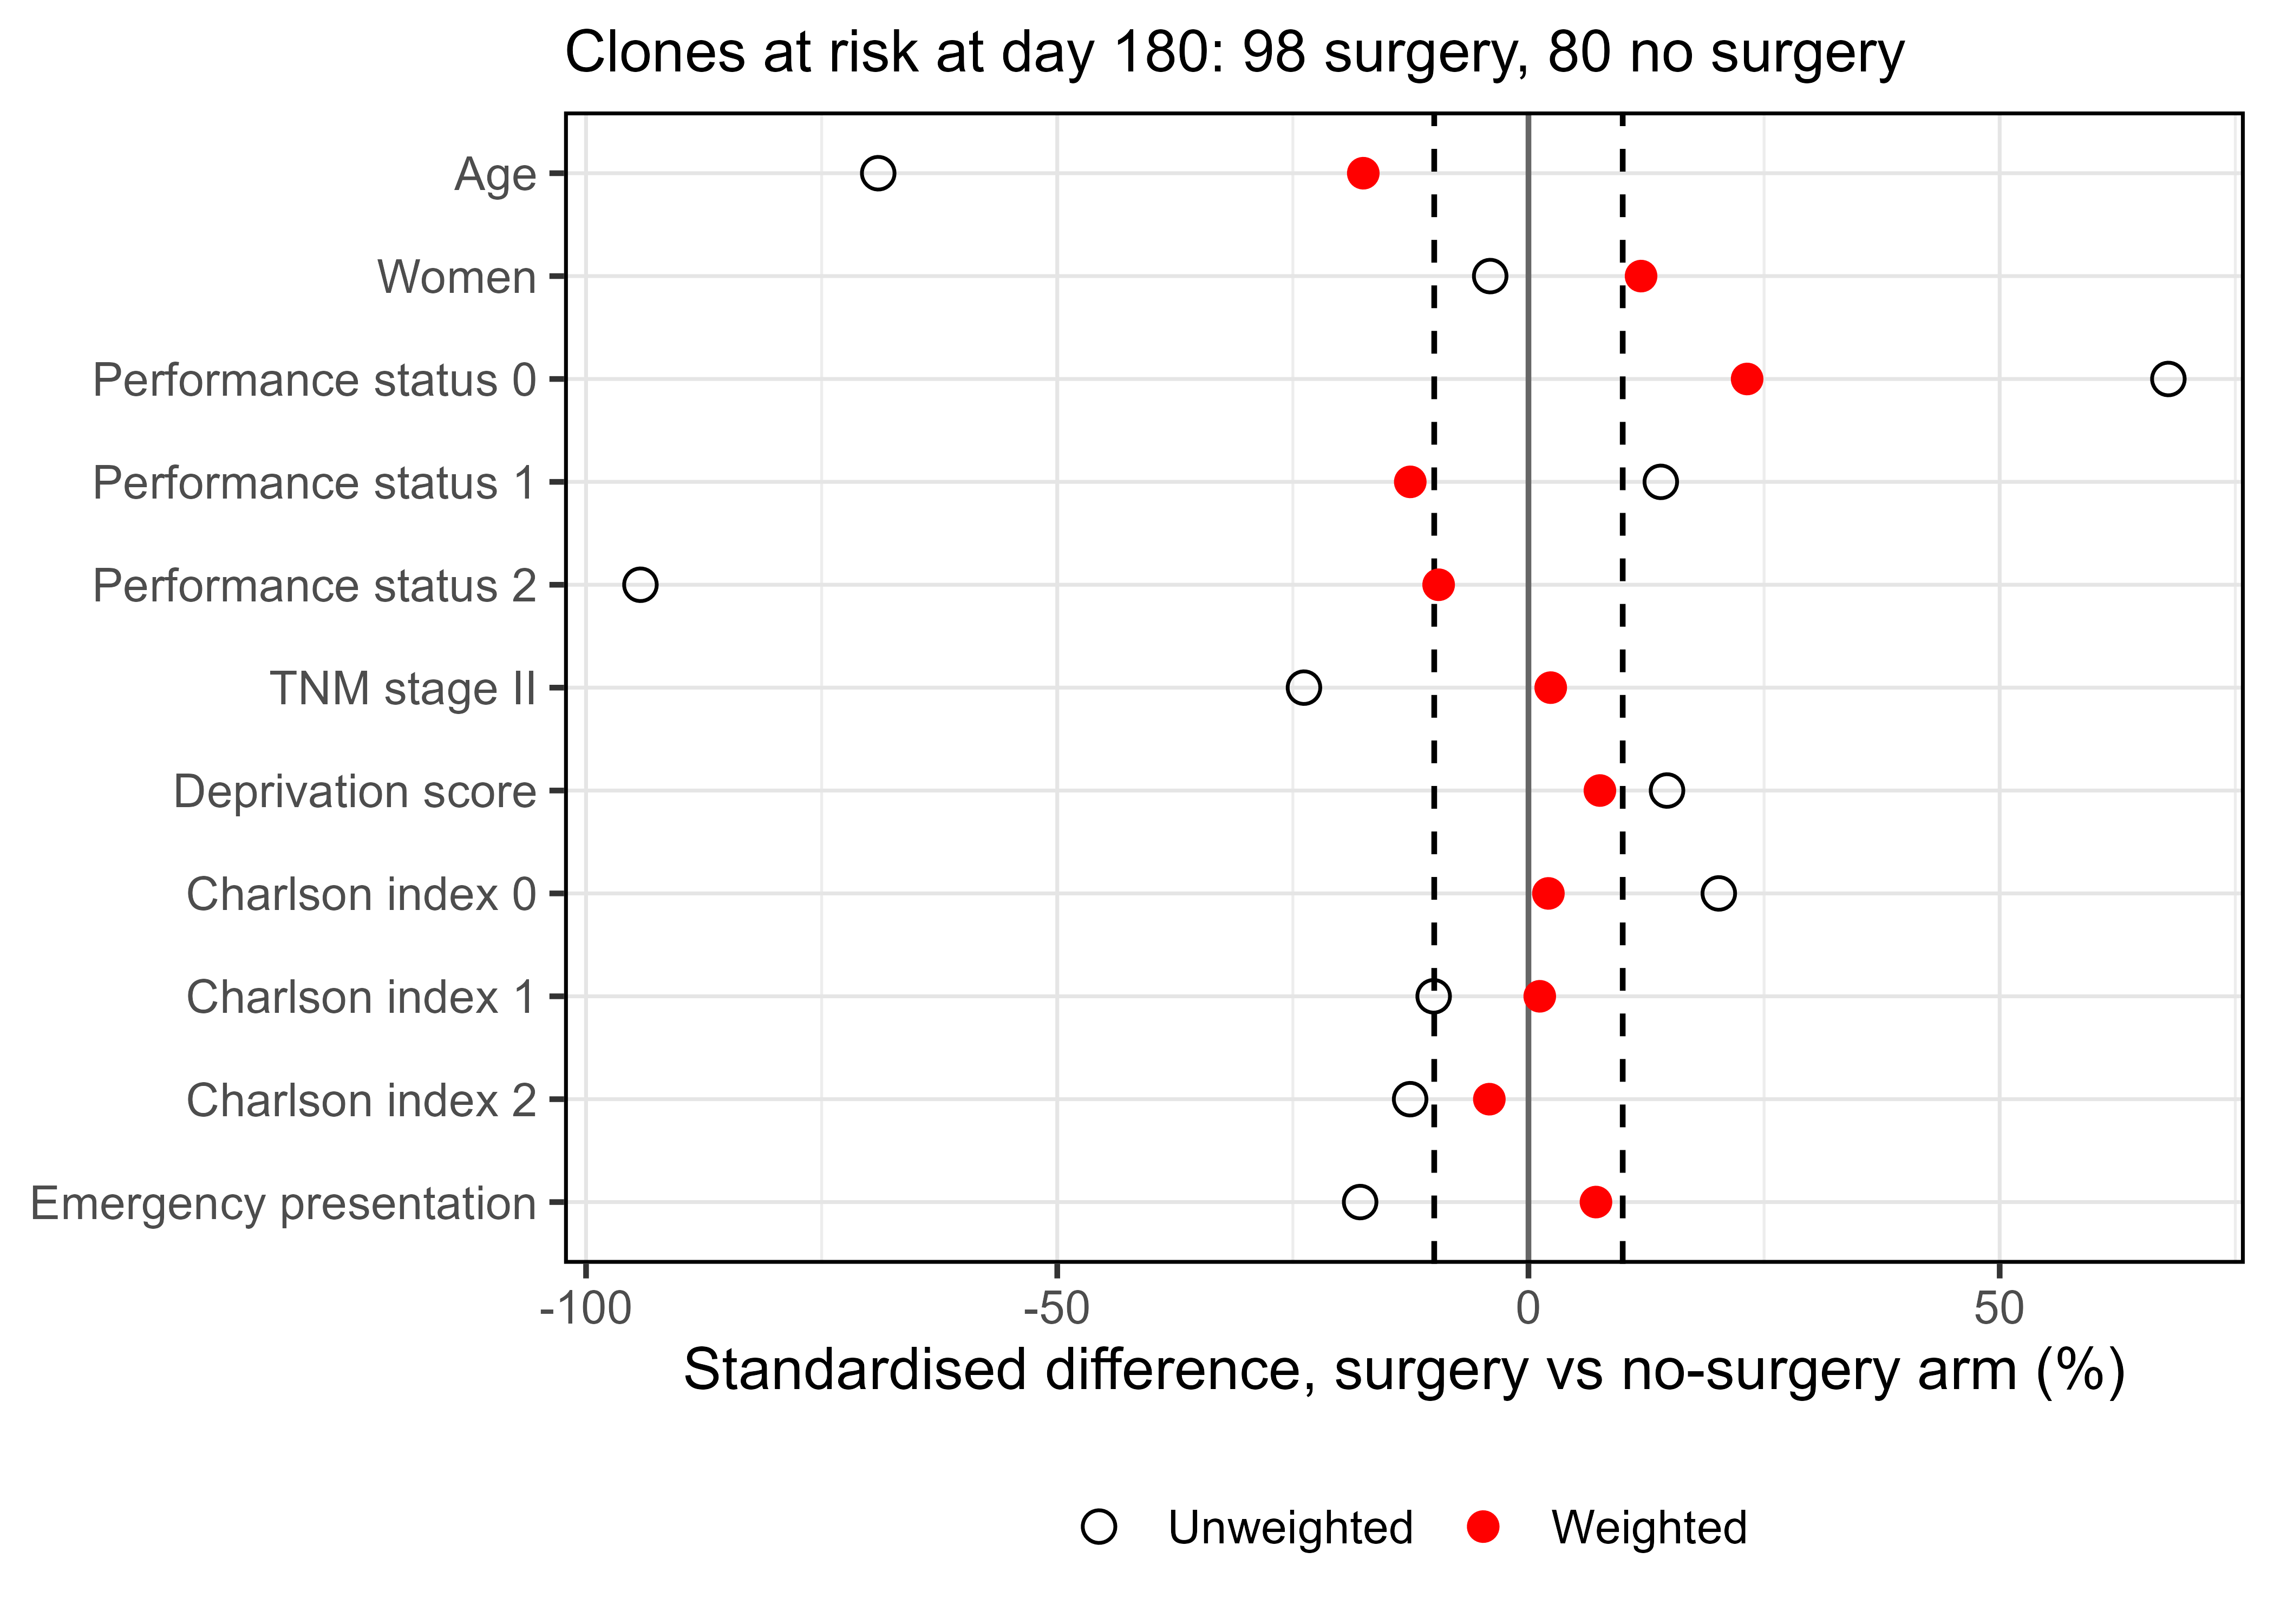 Clones at risk at day 180: 98 surgery, 80 no surgery
Age
Women
Performance status 0
Performance status 1
Performance status 2
TNM stage II
Deprivation score
Charlson index 0
Charlson index 1
Charlson index 2
Emergency presentation
-100 -50 0 50
Standardised difference, surgery vs no-surgery arm (%)
Unweighted Weighted